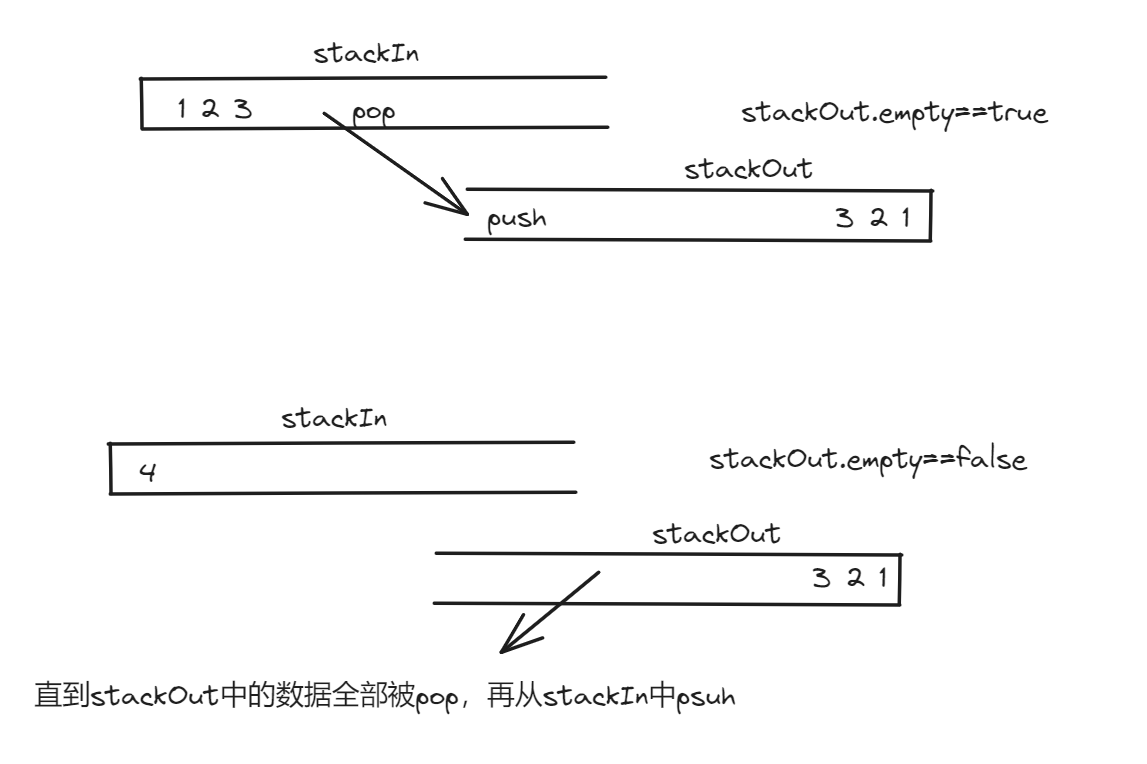 stackIn
1 2 3 pop
stackOut.empty==true
stackOut
push 3 2 1
stackIn
4
stackOut.empty==false
stackOut
3 2 1
直到stackOut中的数据全部被pop，再从stackIn中psuh